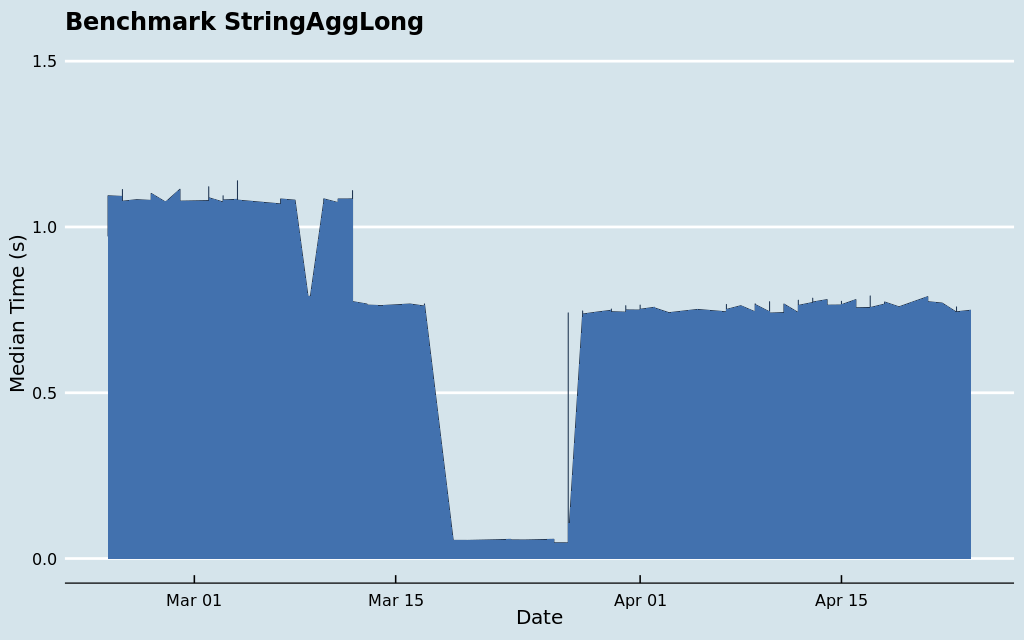 Benchmark StringAggLong
1.5
1.0
0.5
0.0
Median Time (s)
Mar 01
Mar 15
Apr 01
Apr 15
Date